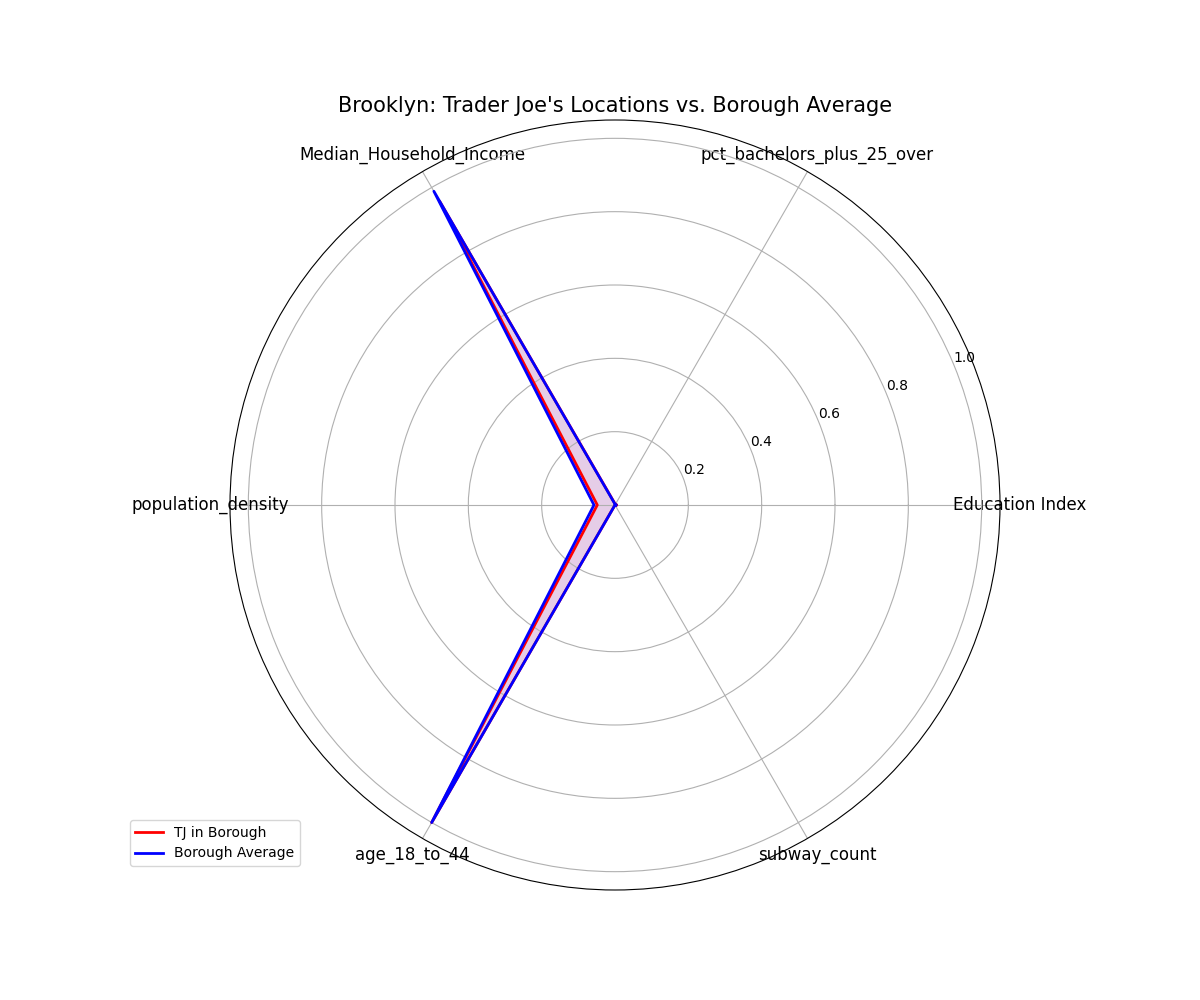 Brooklyn: Trader Joe's Locations vs. Borough Average
Median_Household_Income
pct_bachelors_plus_25_over
1.0
0.8
0.6
0.4
0.2
population_density
Education Index
TJ in Borough
Borough Average
age_18_to_44
subway_count